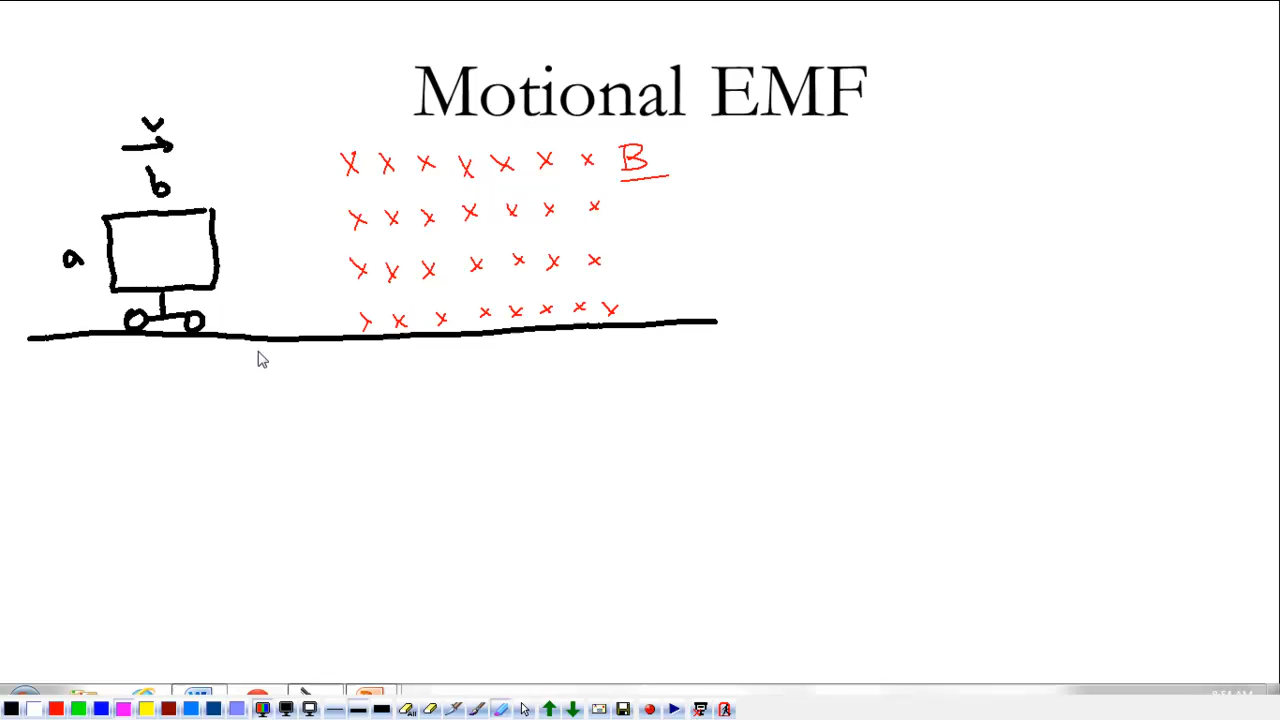 Motional EMF
v
b
a
x x x x x x x B
x x x x x x x
x x x x x x x
x x x x x x x x